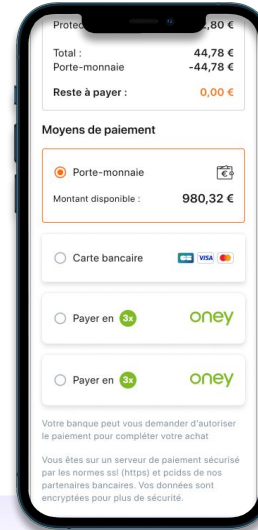 Protec ,80 €
Total : 44,78 €
Porte-monnaie -44,78 €
Reste à payer : 0,00 €
Moyens de paiement
Porte-monnaie
Montant disponible : 980,32 €
Carte bancaire CB VISA
Payer en 3x oney
Payer en 3x oney
Votre banque peut vous demander d'autoriser
le paiement pour compléter votre achat
Vous êtes sur un serveur de paiement sécurisé
par les normes ssl (https) et pcidss de nos
partenaires bancaires. Vos données sont
encryptées pour plus de sécurité.